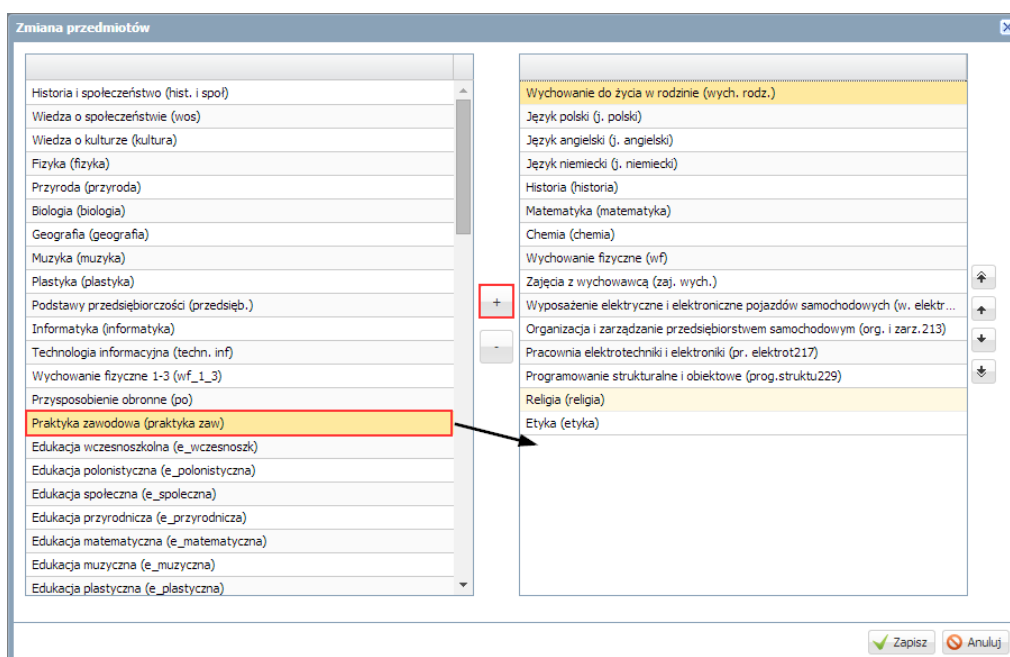 Zmiana przedmiotów
Historia i społeczeństwo (hist. i społ)
Wiedza o społeczeństwie (wos)
Wiedza o kulturze (kultura)
Fizyka (fizyka)
Przyroda (przyroda)
Biologia (biologia)
Geografia (geografia)
Muzyka (muzyka)
Plastyka (plastyka)
Podstawy przedsiębiorczości (przedsięb.)
Informatyka (informatyka)
Technologia informacyjna (techn. inf)
Wychowanie fizyczne 1-3 (wf_1_3)
Przysposobienie obronne (po)
Praktyka zawodowa (praktyka zaw)
Edukacja wczesnoszkolna (e_wczesnoszk)
Edukacja polonistyczna (e_polonistyczna)
Edukacja społeczna (e_spoleczna)
Edukacja przyrodnicza (e_przyrodnicza)
Edukacja matematyczna (e_matematyczna)
Edukacja muzyczna (e_muzyczna)
Edukacja plastyczna (e_plastyczna)
+
-
Wychowanie do życia w rodzinie (wych. rodz.)
Język polski (j. polski)
Język angielski (j. angielski)
Język niemiecki (j. niemiecki)
Historia (historia)
Matematyka (matematyka)
Chemia (chemia)
Wychowanie fizyczne (wf)
Zajęcia z wychowawcą (zaj. wych.)
Wyposażenie elektryczne i elektroniczne pojazdów samochodowych (w. elektr...
Organizacja i zarządzanie przedsiębiorstwem samochodowym (org. i zarz.213)
Pracownia elektrotechniki i elektroniki (pr. elektrot217)
Programowanie strukturalne i obiektowe (prog.struktu229)
Religia (religia)
Etyka (etyka)
Zapisz
Anuluj